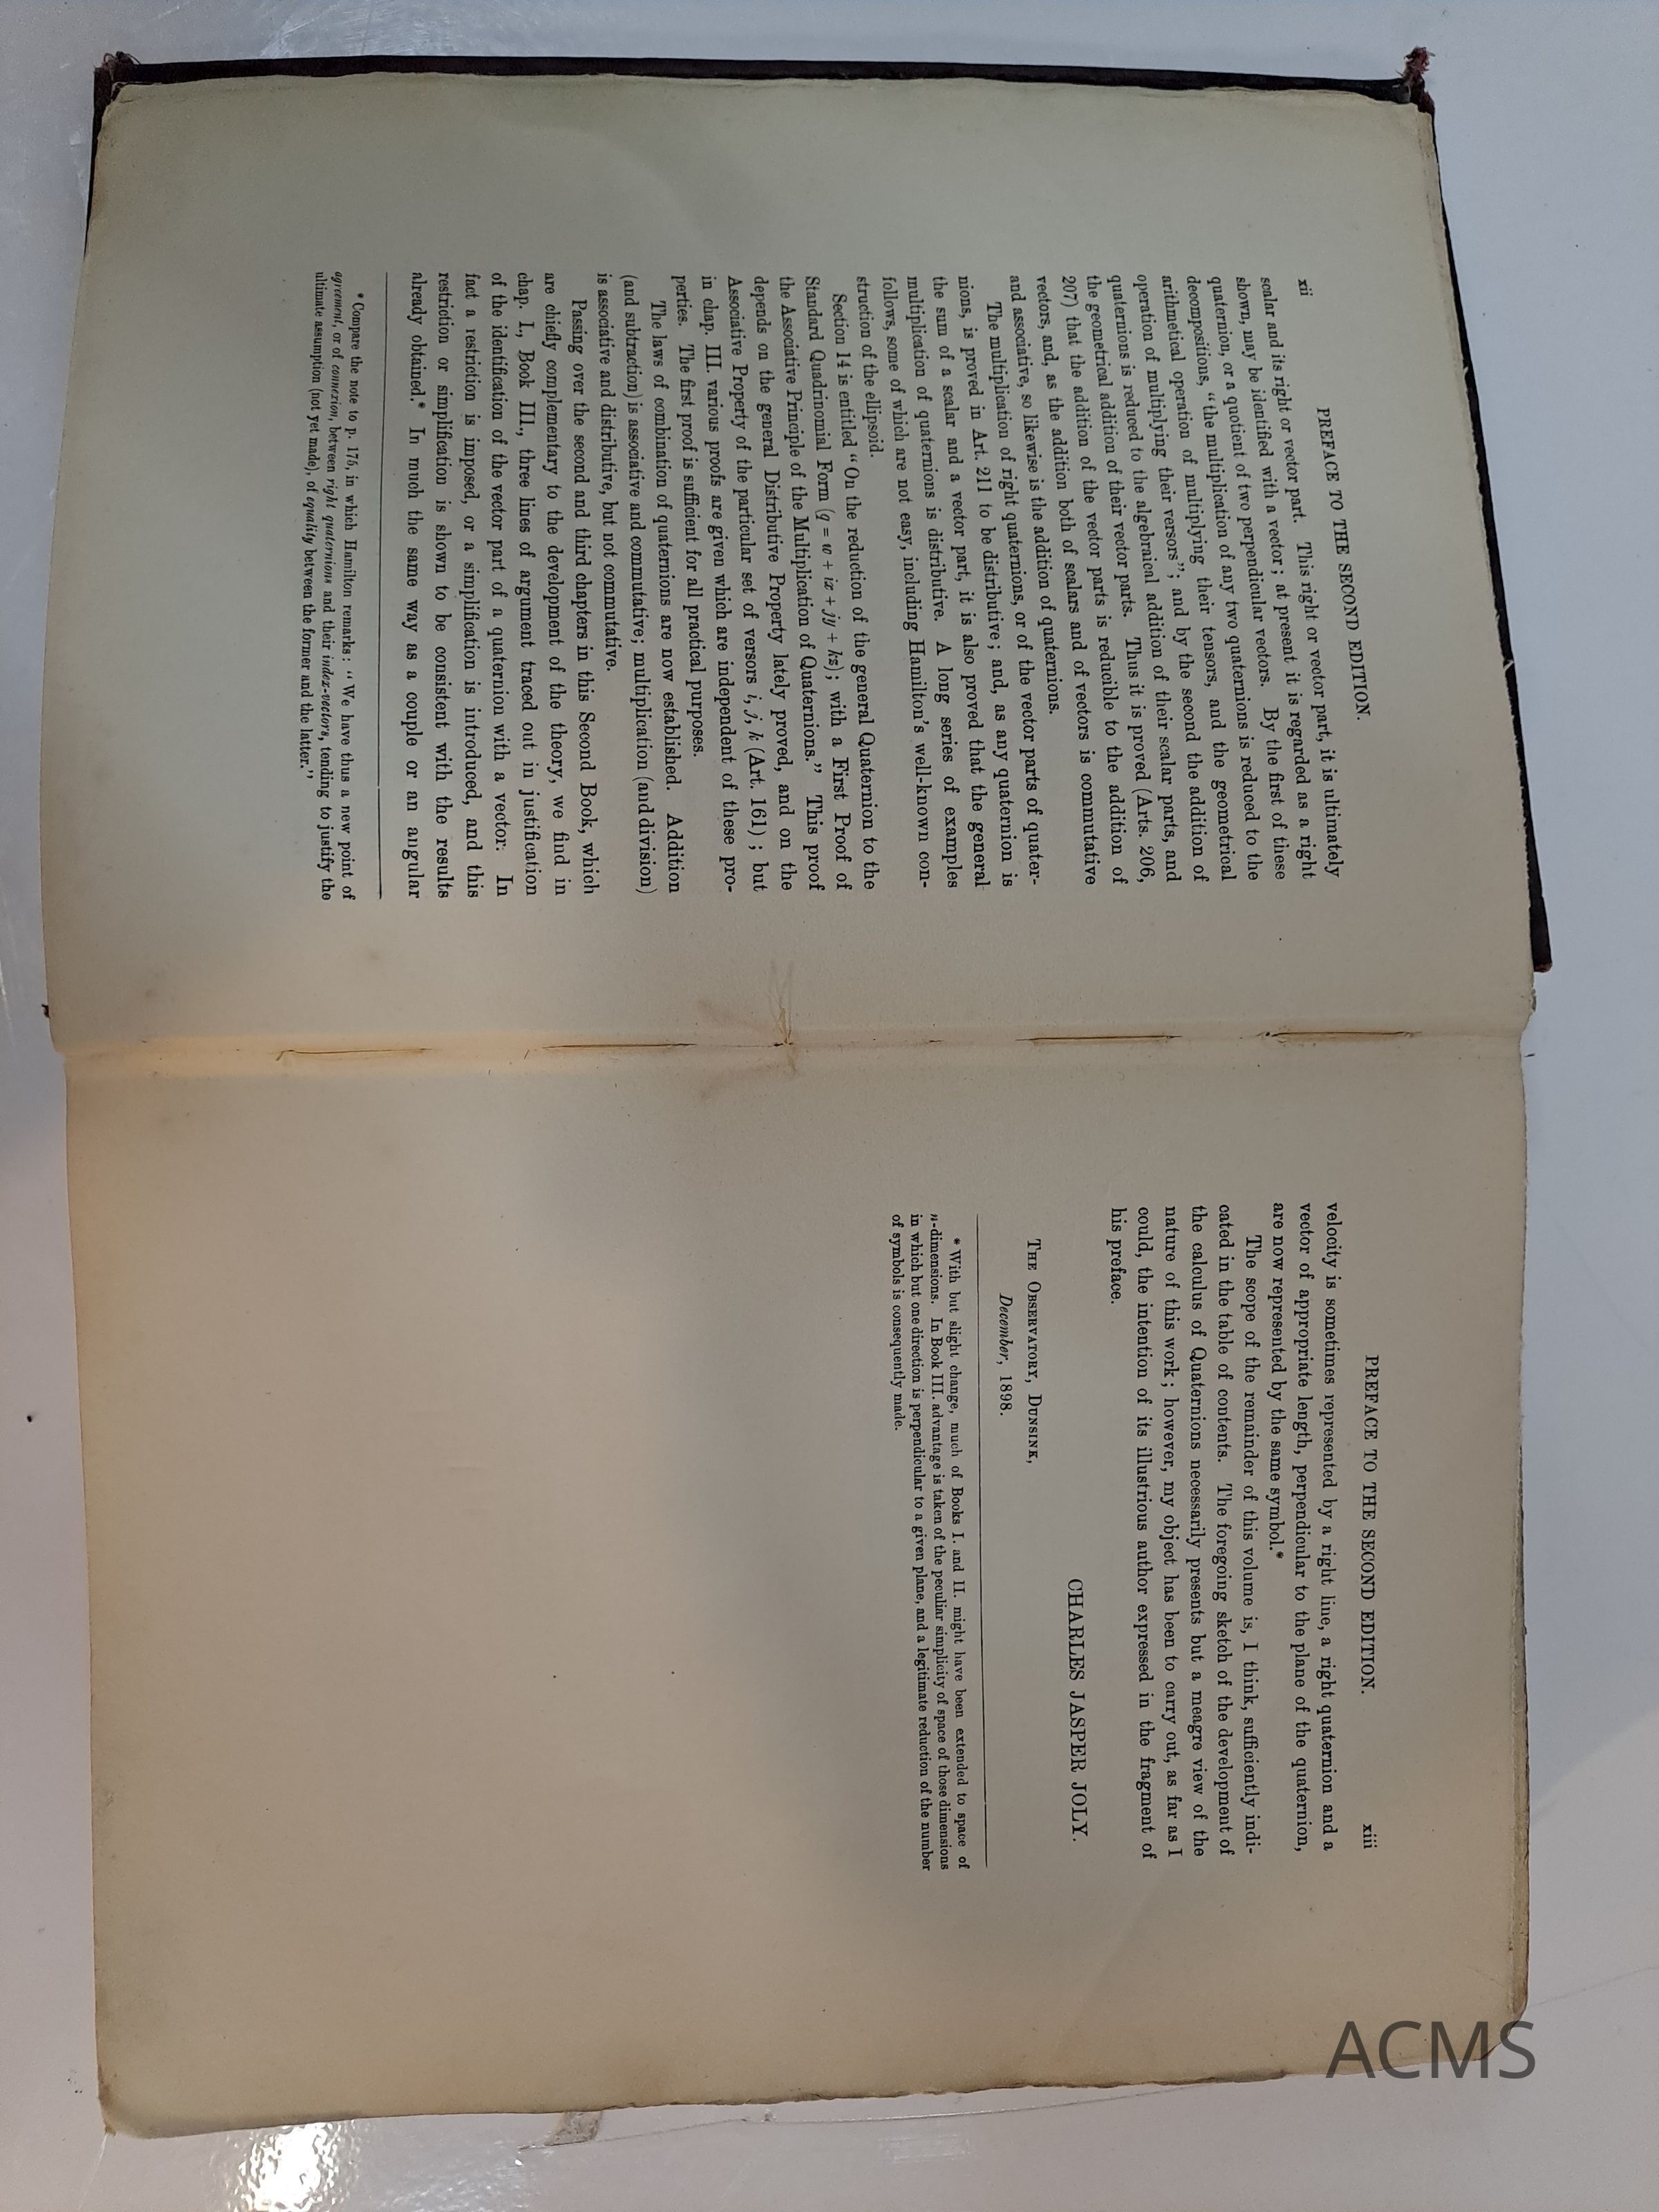 xii
PREFACE TO THE SECOND EDITION.
scalar and its right or vector part. This right or vector part, it is ultimately
shown, may be identified with a vector; at present it is regarded as a right
quaternion, or a quotient of two perpendicular vectors. By the first of these
decompositions, “the multiplication of any two quaternions is reduced to the
arithmetical operation of multiplying their tensors, and the geometrical
operation of multiplying their versors”; and by the second the addition of
quaternions is reduced to the algebraical addition of their scalar parts, and
the geometrical addition of their vector parts. Thus it is proved (Arts. 206,
207) that the addition of the vector parts is reducible to the addition of
vectors, and, as the addition both of scalars and of vectors is commutative
and associative, so likewise is the addition of quaternions.
The multiplication of right quaternions, or of the vector parts of quater-
nions, is proved in Art. 211 to be distributive; and, as any quaternion is
the sum of a scalar and a vector part, it is also proved that the general
multiplication of quaternions is distributive. A long series of examples
follows, some of which are not easy, including Hamilton’s well-known con-
struction of the ellipsoid.
Section 14 is entitled “On the reduction of the general Quaternion to the
Standard Quadrinomial Form (q = w + ix + jy + kz); with a First Proof of
the Associative Principle of the Multiplication of Quaternions.” This proof
depends on the general Distributive Property lately proved, and on the
Associative Property of the particular set of versors i, j, k (Art. 161); but
in chap. III. various proofs are given which are independent of these pro-
perties. The first proof is sufficient for all practical purposes.
The laws of combination of quaternions are now established. Addition
(and subtraction) is associative and commutative; multiplication (and division)
is associative and distributive, but not commutative.
Passing over the second and third chapters in this Second Book, which
are chiefly complementary to the development of the theory, we find in
chap. I., Book III., three lines of argument traced out in justification
of the identification of the vector part of a quaternion with a vector. In
fact a restriction is imposed, or a simplification is introduced, and this
restriction or simplification is shown to be consistent with the results
already obtained.* In much the same way as a couple or an angular
* Compare the note to p. 175, in which Hamilton remarks: “We have thus a new point of
agreement, or of connexion, between right quaternions and their index-vectors, tending to justify the
ultimate assumption (not yet made), of equality between the former and the latter.”
PREFACE TO THE SECOND EDITION.
xiii
velocity is sometimes represented by a right line, a right quaternion and a
vector of appropriate length, perpendicular to the plane of the quaternion,
are now represented by the same symbol.*
The scope of the remainder of this volume is, I think, sufficiently indi-
cated in the table of contents. The foregoing sketch of the development of
the calculus of Quaternions necessarily presents but a meagre view of the
nature of this work; however, my object has been to carry out, as far as I
could, the intention of its illustrious author expressed in the fragment of
his preface.
CHARLES JASPER JOLY.
THE OBSERVATORY, DUNSINK,
December, 1898.
* With but slight change, much of Books I. and II. might have been extended to space of
n-dimensions. In Book III. advantage is taken of the peculiar simplicity of space of those dimensions
in which but one direction is perpendicular to a given plane, and a legitimate reduction of the number
of symbols is consequently made.
ACMS